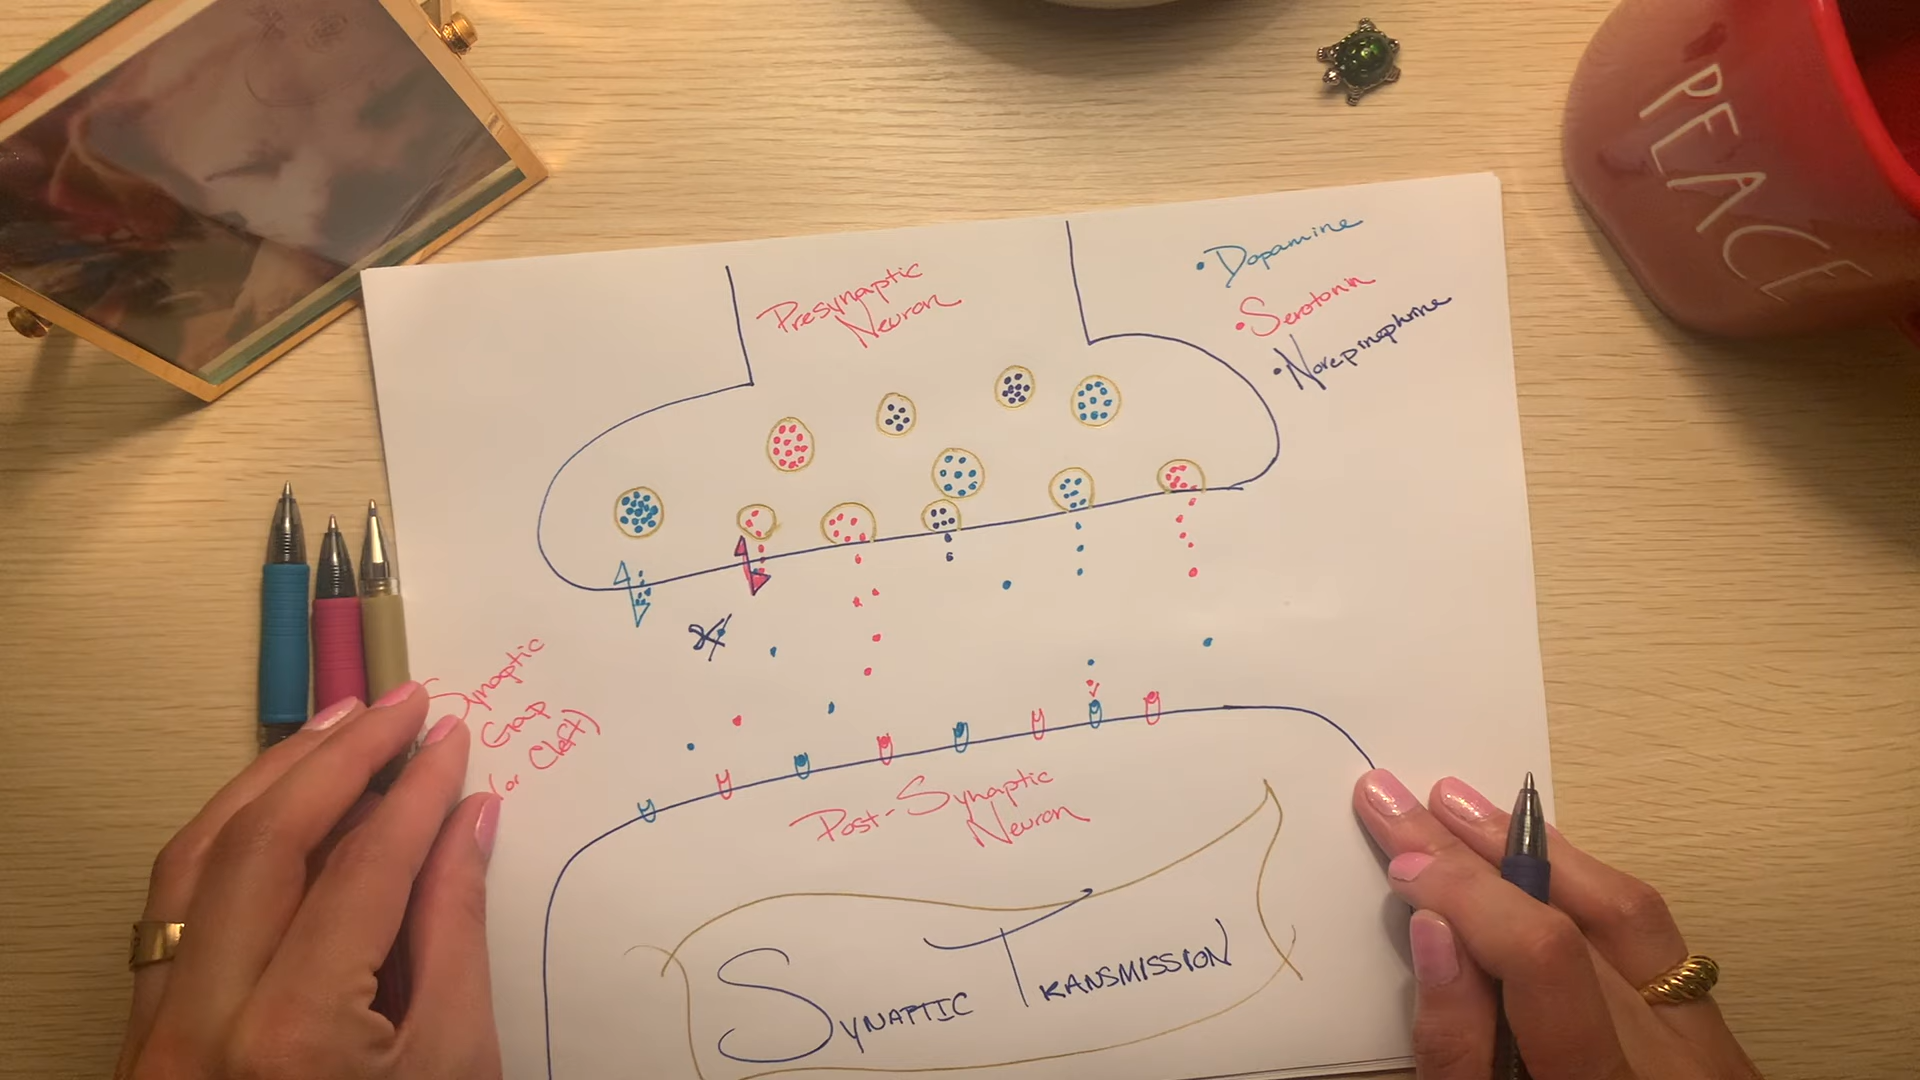 PEACE
Presynaptic
Neuron
• Dopamine
• Serotonin
• Norepinephrine
Synaptic
Gap
(or Cleft)
Post-Synaptic
Neuron
SYNAPTIC TRANSMISSION